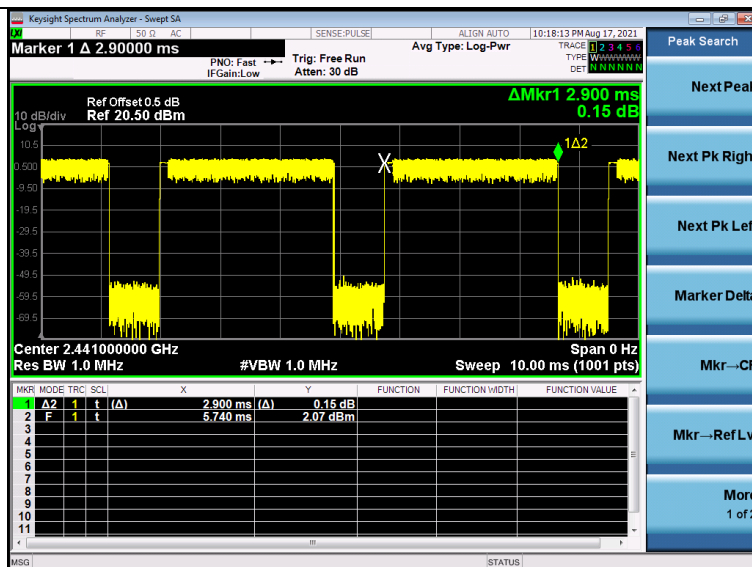 Keysight Spectrum Analyzer - Swept SA
LXI RF 50 Ω AC SENSE:PULSE ALIGN AUTO 10:18:13 PM Aug 17, 2021
Marker 1 Δ 2.90000 ms
PNO: Fast
IFGain:Low
Trig: Free Run
Atten: 30 dB
Avg Type: Log-Pwr
TRACE 1 2 3 4 5 6
TYPE WWWWWW
DET N N N N N N
Peak Search
Ref Offset 0.5 dB
10 dB/div Ref 20.50 dBm
Log
ΔMkr1 2.900 ms
0.15 dB
10.5
0.500
-9.50
-19.5
-29.5
-39.5
-49.5
-59.5
-69.5
X
1Δ2
Center 2.441000000 GHz Span 0 Hz
Res BW 1.0 MHz #VBW 1.0 MHz Sweep 10.00 ms (1001 pts)
MKR MODE TRC SCL X Y FUNCTION FUNCTION WIDTH FUNCTION VALUE
1 Δ2 1 t (Δ) 2.900 ms (Δ) 0.15 dB
2 F 1 t 5.740 ms 2.07 dBm
3
4
5
6
7
8
9
10
11
MSG STATUS
Next Peak
Next Pk Righ
Next Pk Lef
Marker Delta
Mkr→CF
Mkr→Ref Lv
More
1 of 2